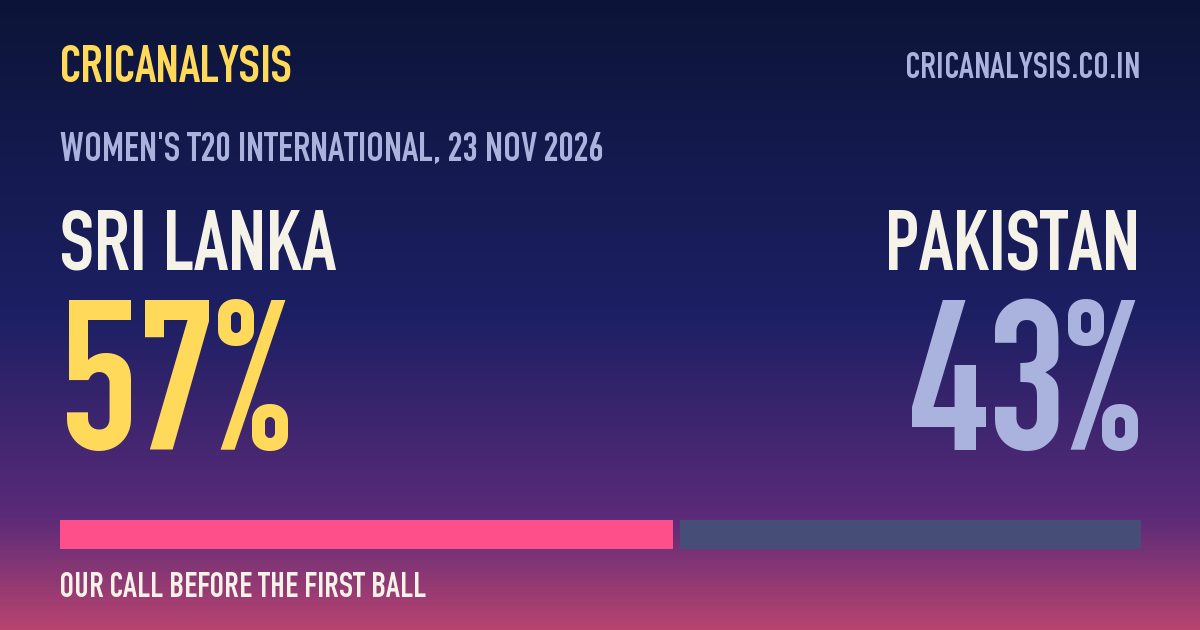 CRICANALYSIS
CRICANALYSIS.CO.IN
WOMEN'S T20 INTERNATIONAL, 23 NOV 2026
SRI LANKA
PAKISTAN
57%
43%
OUR CALL BEFORE THE FIRST BALL